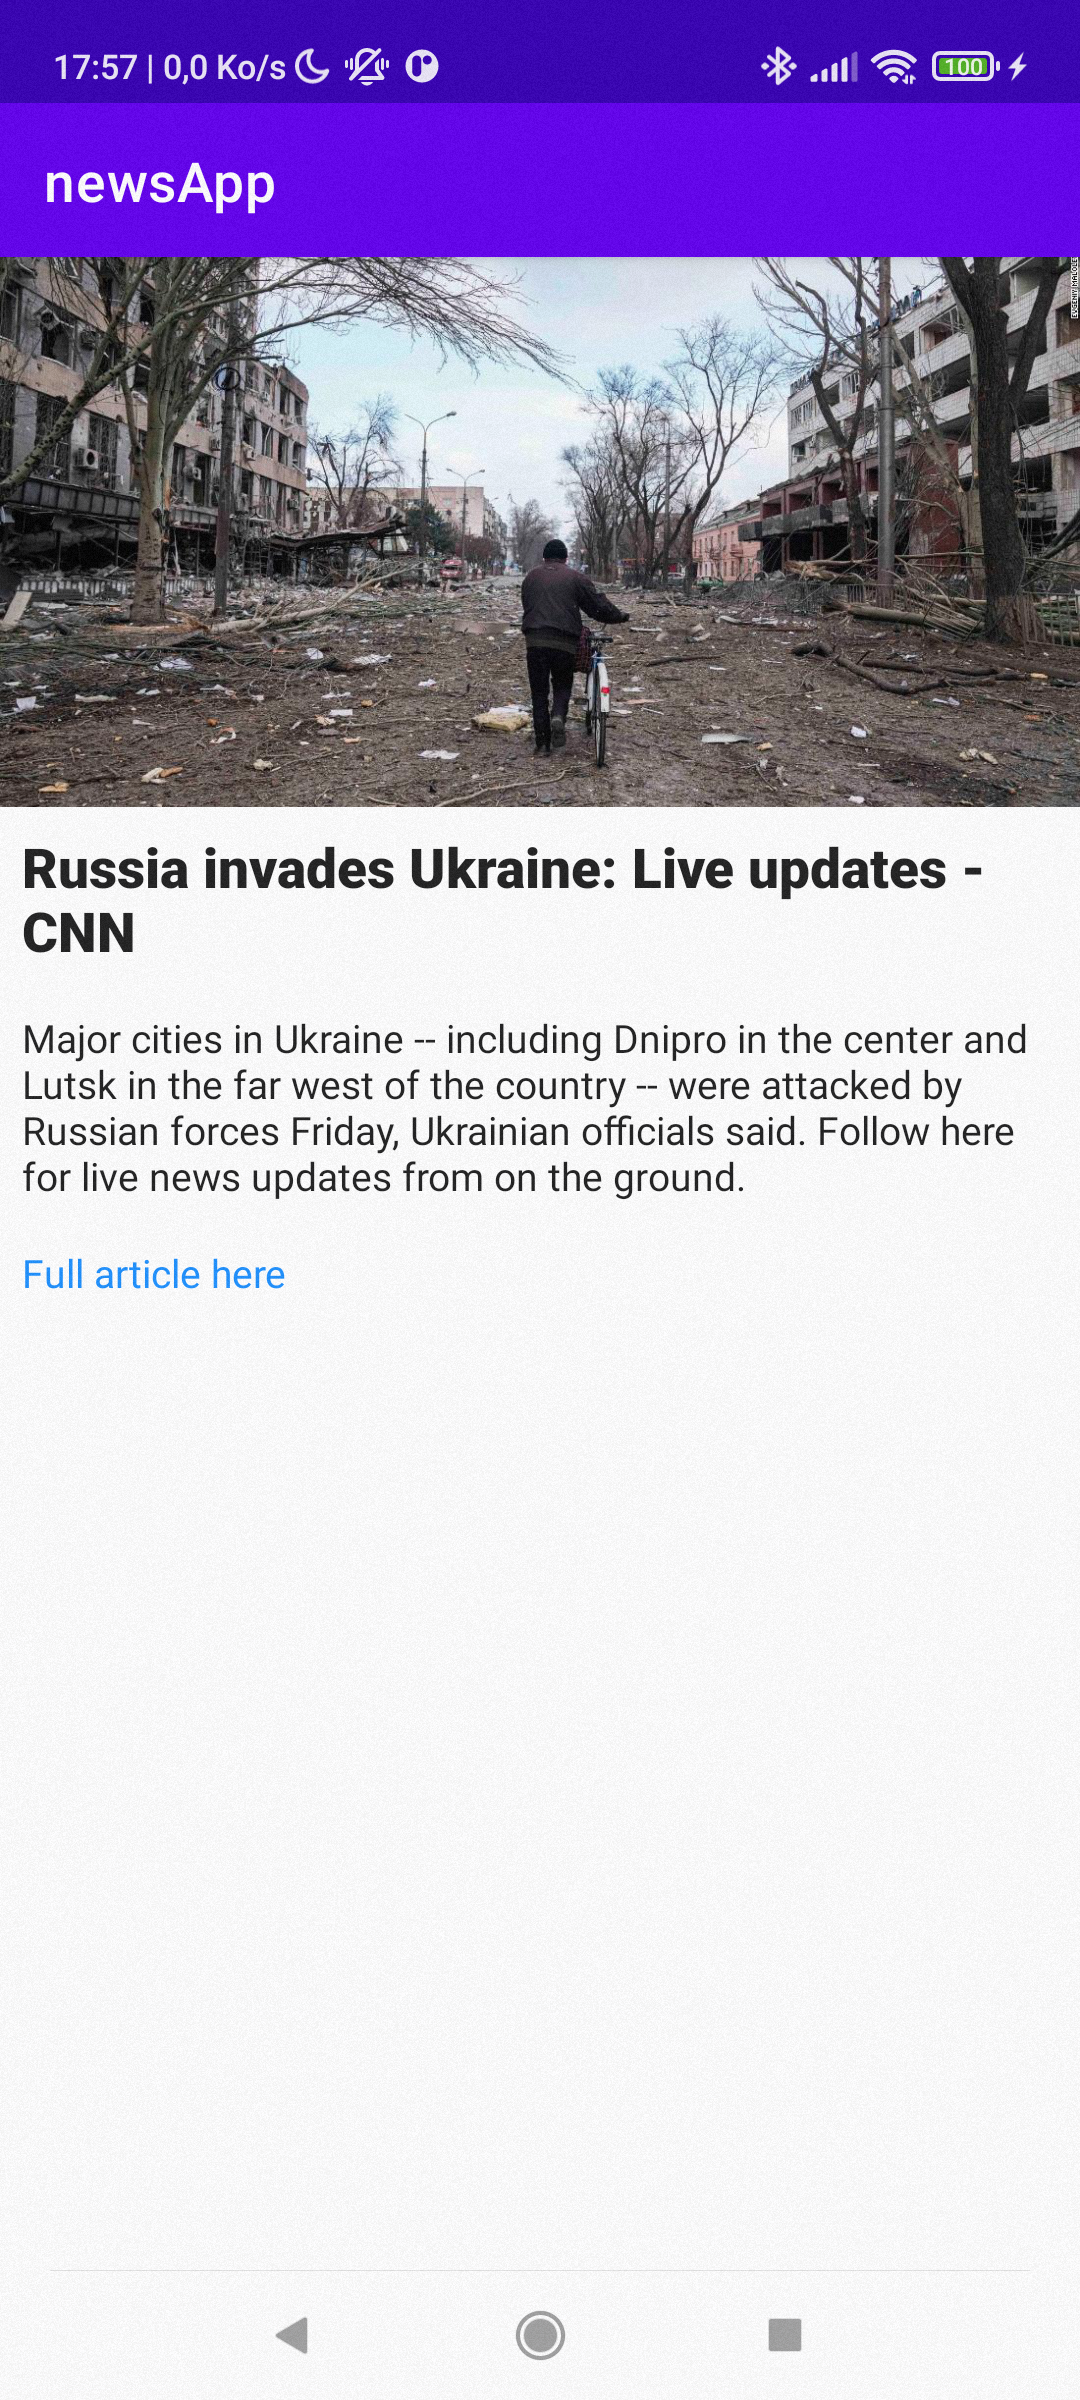 17:57 | 0,0 Ko/s
100
newsApp
Russia invades Ukraine: Live updates -
CNN
Major cities in Ukraine -- including Dnipro in the center and
Lutsk in the far west of the country -- were attacked by
Russian forces Friday, Ukrainian officials said. Follow here
for live news updates from on the ground.
Full article here